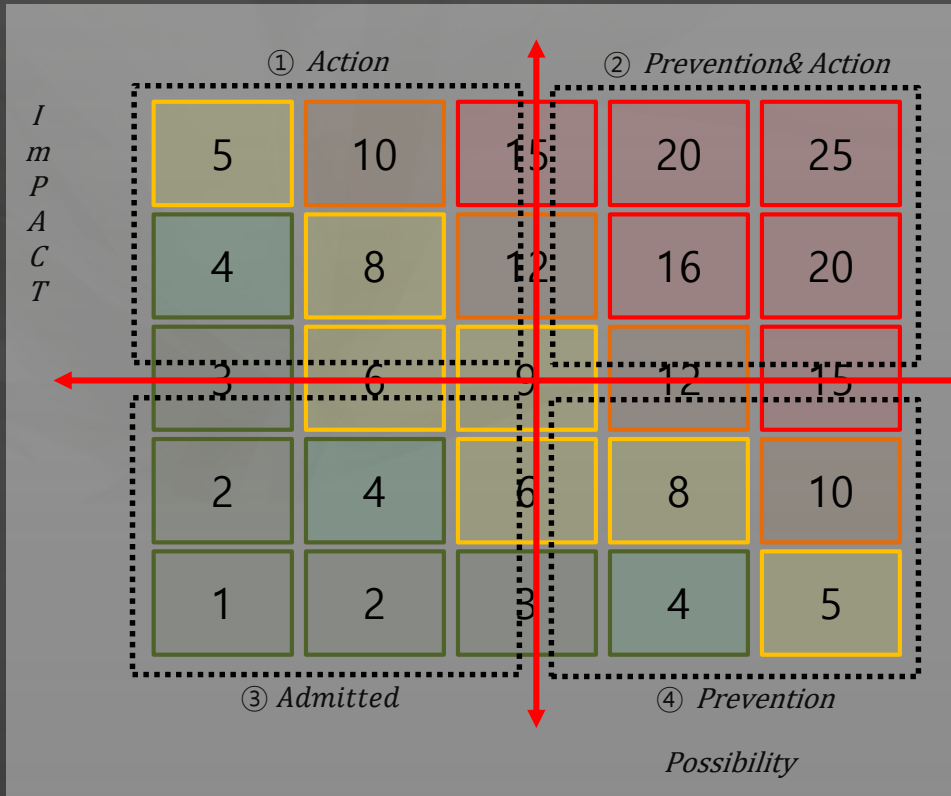 ① Action
② Prevention& Action
I
m
P
A
C
T
5 10 15 20 25
4 8 12 16 20
3 6 9 12 15
2 4 6 8 10
1 2 3 4 5
③ Admitted
④ Prevention
Possibility